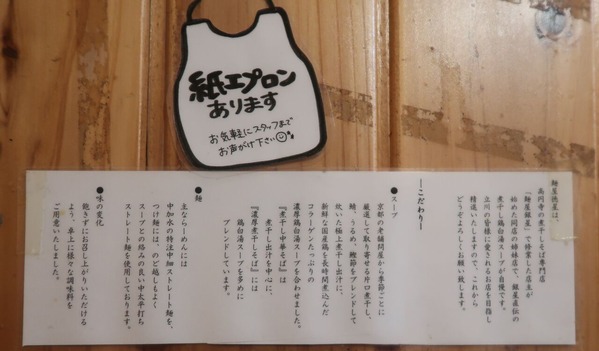 紙エプロン
あります
お気軽にスタッフまで
お声がけ下さい
麺屋徳星は、
高円寺の煮干しそば専門店
「麺屋銀星」で修業した店主が
始めた同店の姉妹店で、銀星直伝の
煮干し鶏白湯スープが自慢です。
立川の皆様に愛されるお店を目指し
精進いたしますので、これから
どうぞよろしくお願い致します。
―こだわり―
●スープ
京都の老舗問屋から季節ごとに
厳選して取り寄せる片口煮干し、
鯵、うるめ、鰹節をブレンドして
炊いた極上煮干し出汁に、
新鮮な国産鶏を長時間煮込んだ
コラーゲンたっぷりの
濃厚鶏白湯スープを合わせました。
『煮干し中華そば』は
煮干し出汁を中心に、
『濃厚煮干しそば』には
鶏白湯スープを多めに
ブレンドしています。
●麺
主ならーめんには
中加水の特注中細ストレート麺を、
つけ麺には、のど越しもよく
スープとの絡みの良い中太平打ち
ストレート麺を使用しております。
●味の変化
飽きずにお召し上がりいただける
よう、卓上に様々な調味料を
ご用意いたしました。